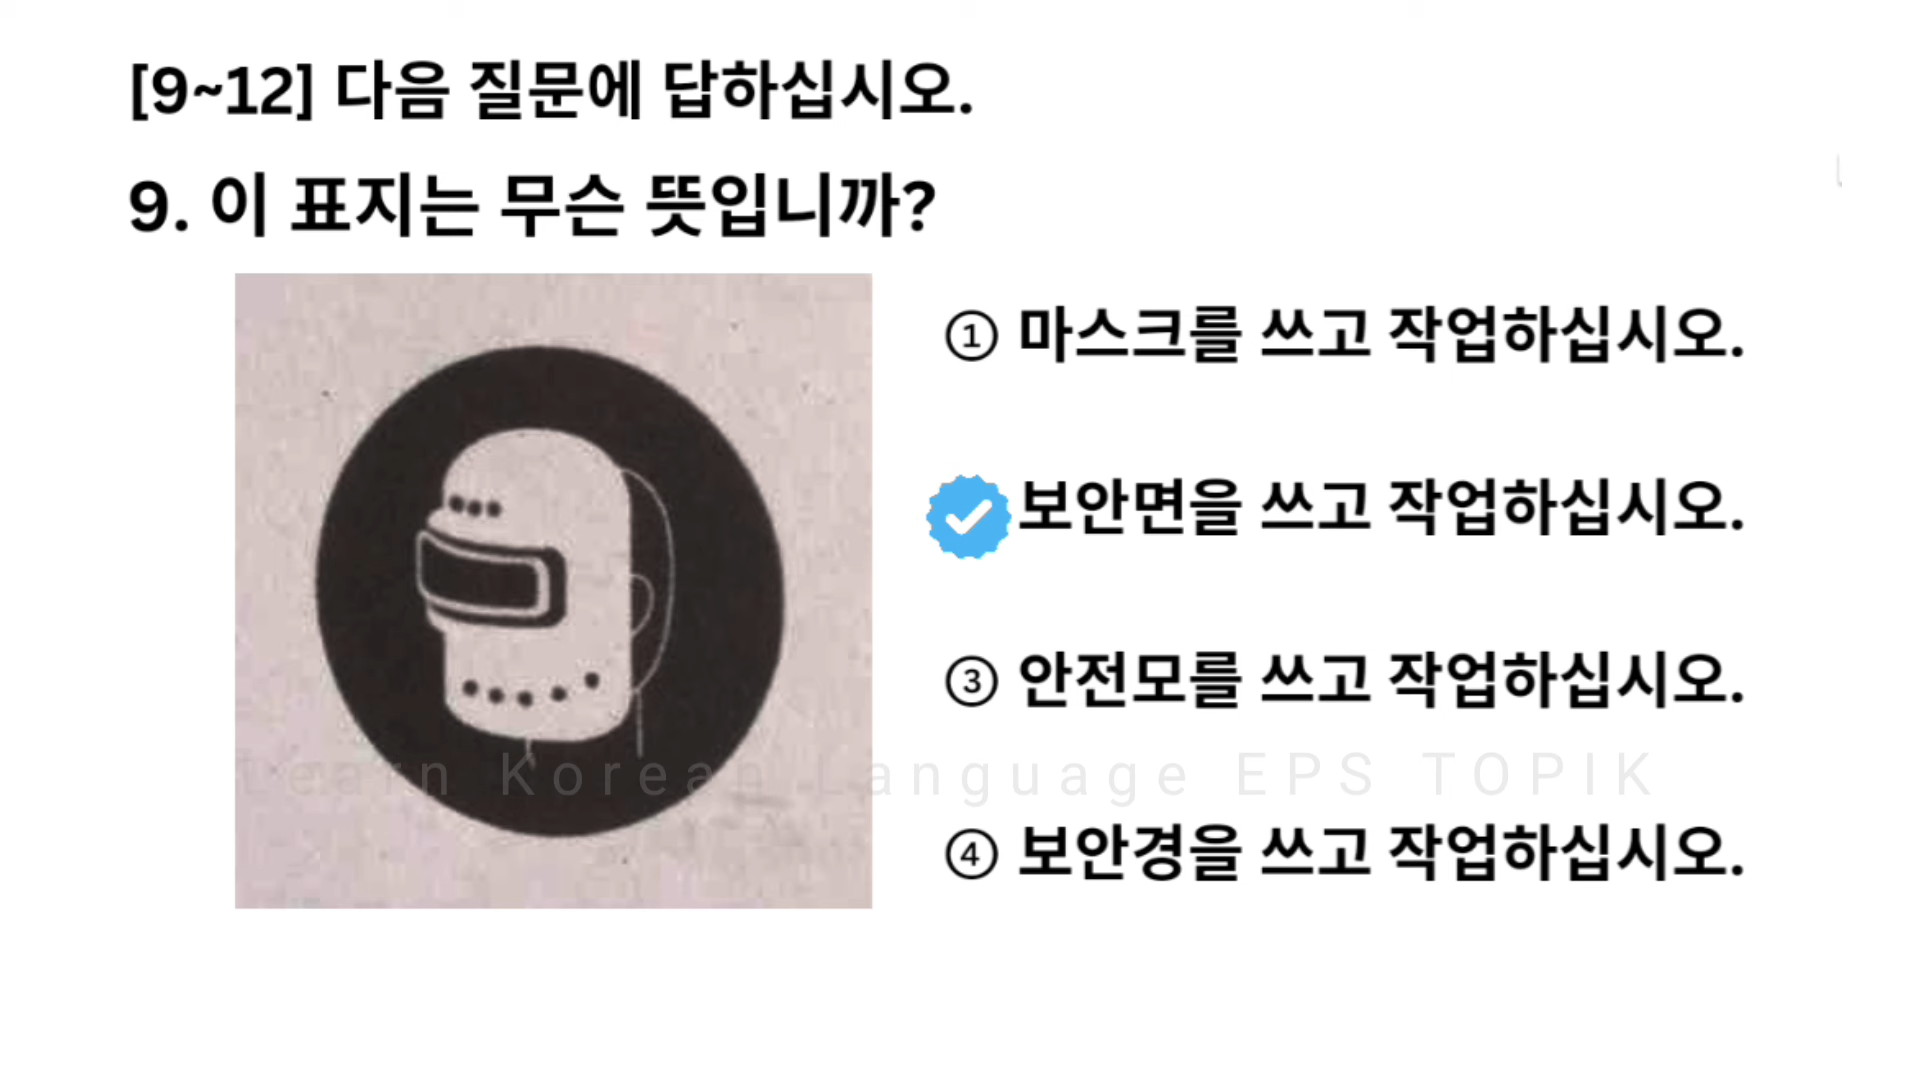 [9~12] 다음 질문에 답하십시오.
9. 이 표지는 무슨 뜻입니까?
① 마스크를 쓰고 작업하십시오.
보안면을 쓰고 작업하십시오.
③ 안전모를 쓰고 작업하십시오.
Learn Korean Language EPS TOPIK
④ 보안경을 쓰고 작업하십시오.